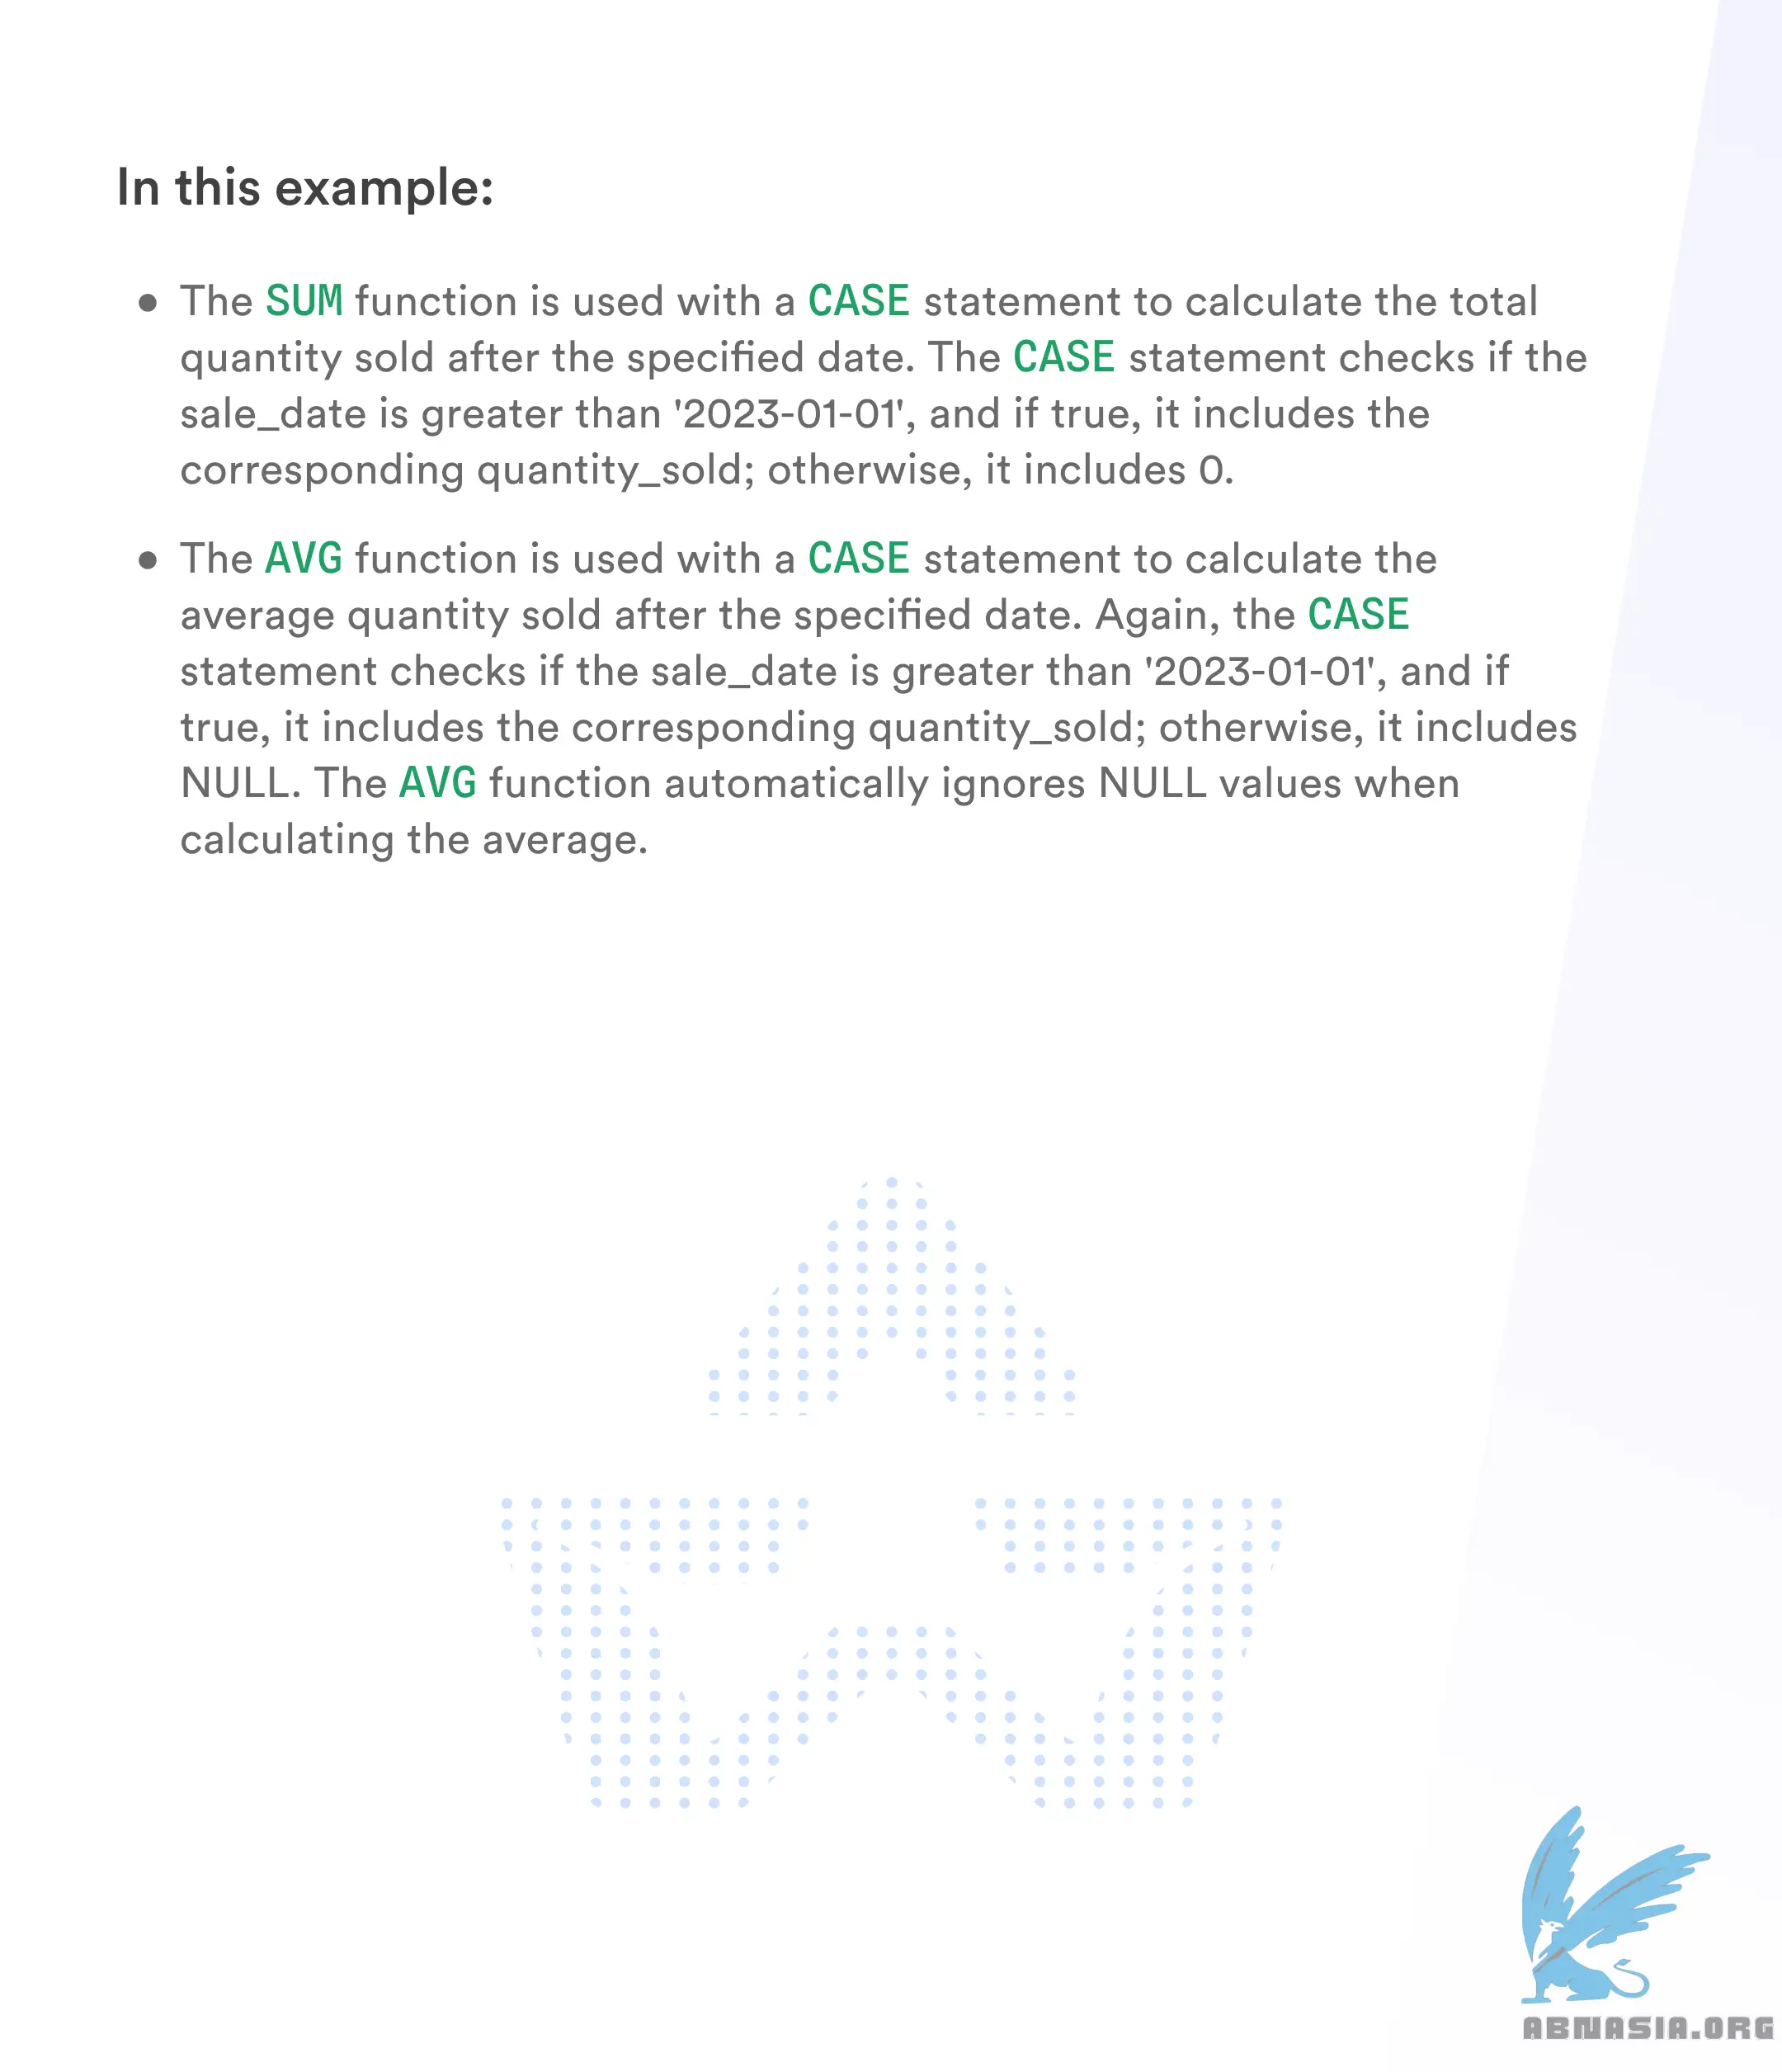 In this example:
● The SUM function is used with a CASE statement to calculate the total
quantity sold after the specified date. The CASE statement checks if the
sale_date is greater than '2023-01-01', and if true, it includes the
corresponding quantity_sold; otherwise, it includes 0.
● The AVG function is used with a CASE statement to calculate the
average quantity sold after the specified date. Again, the CASE
statement checks if the sale_date is greater than '2023-01-01', and if
true, it includes the corresponding quantity_sold; otherwise, it includes
NULL. The AVG function automatically ignores NULL values when
calculating the average.
ABNASIA.ORG